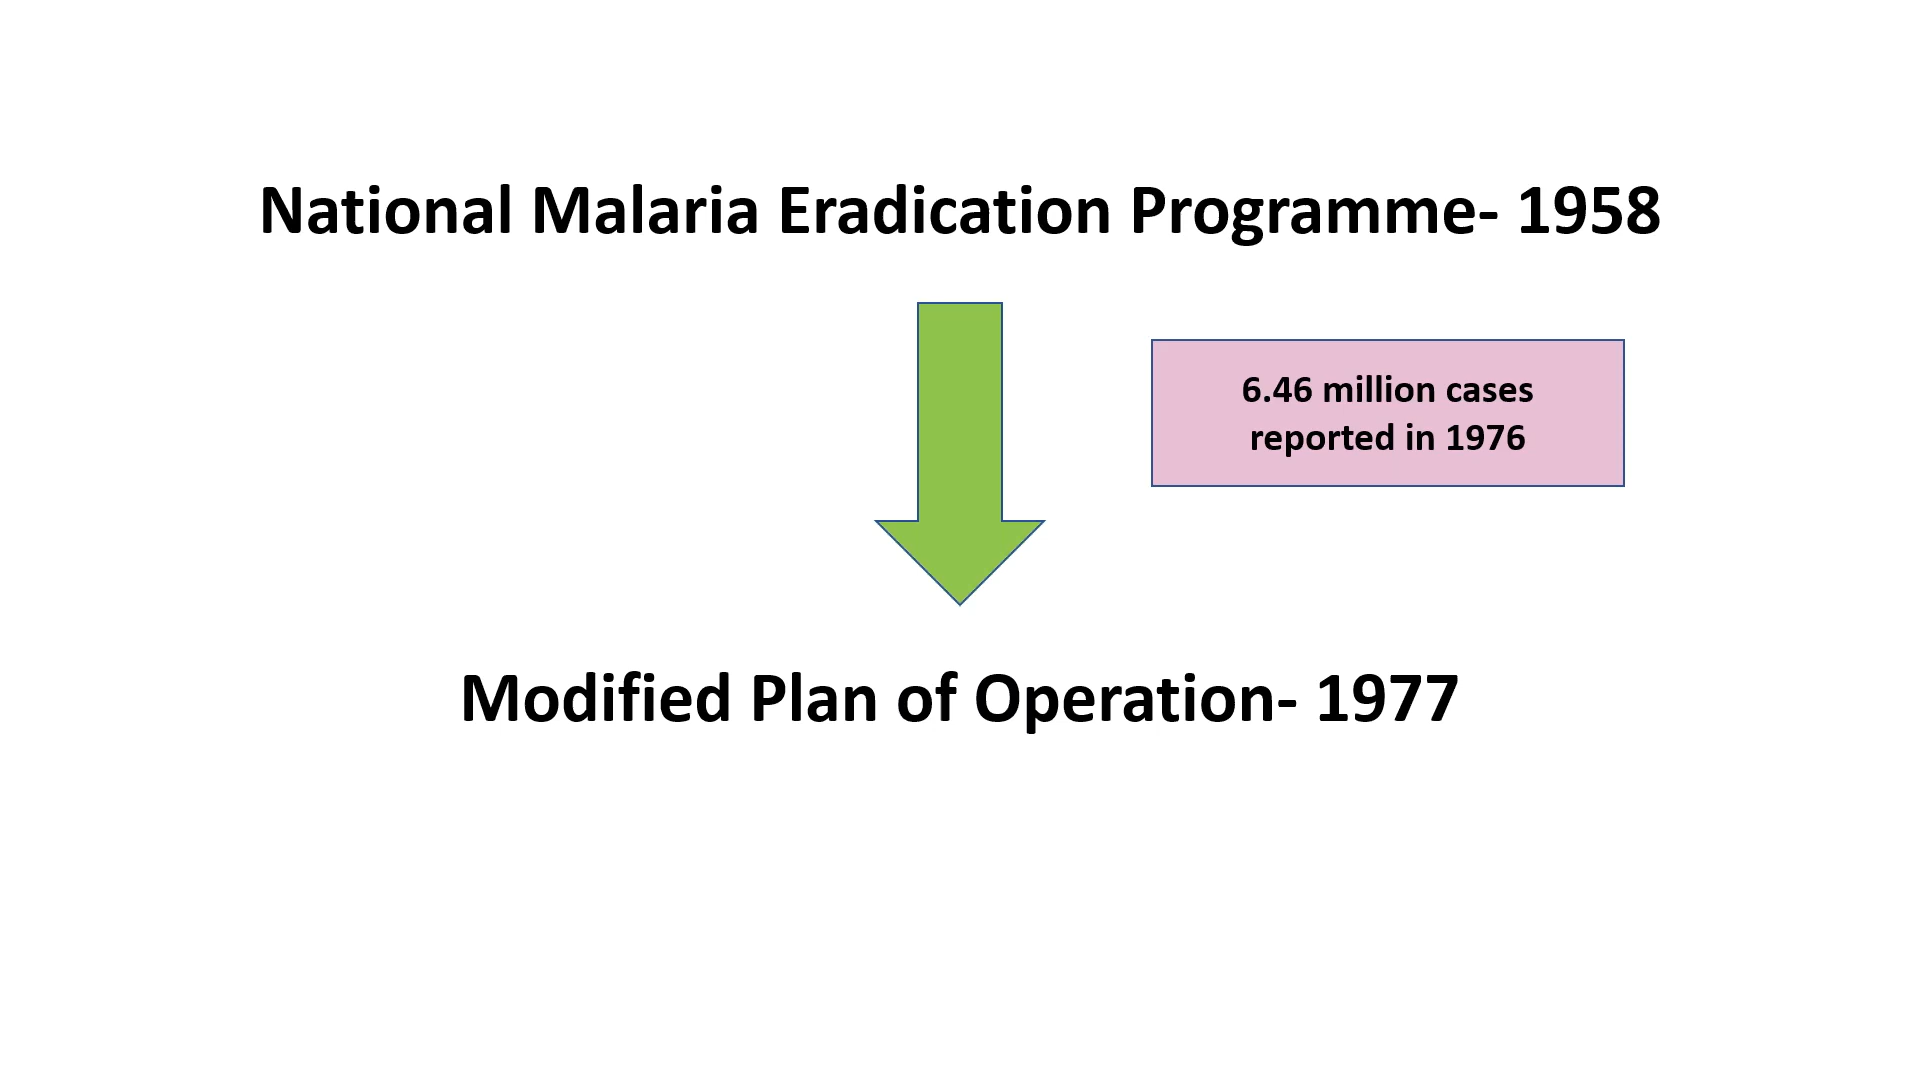 National Malaria Eradication Programme- 1958
6.46 million cases
reported in 1976
Modified Plan of Operation- 1977